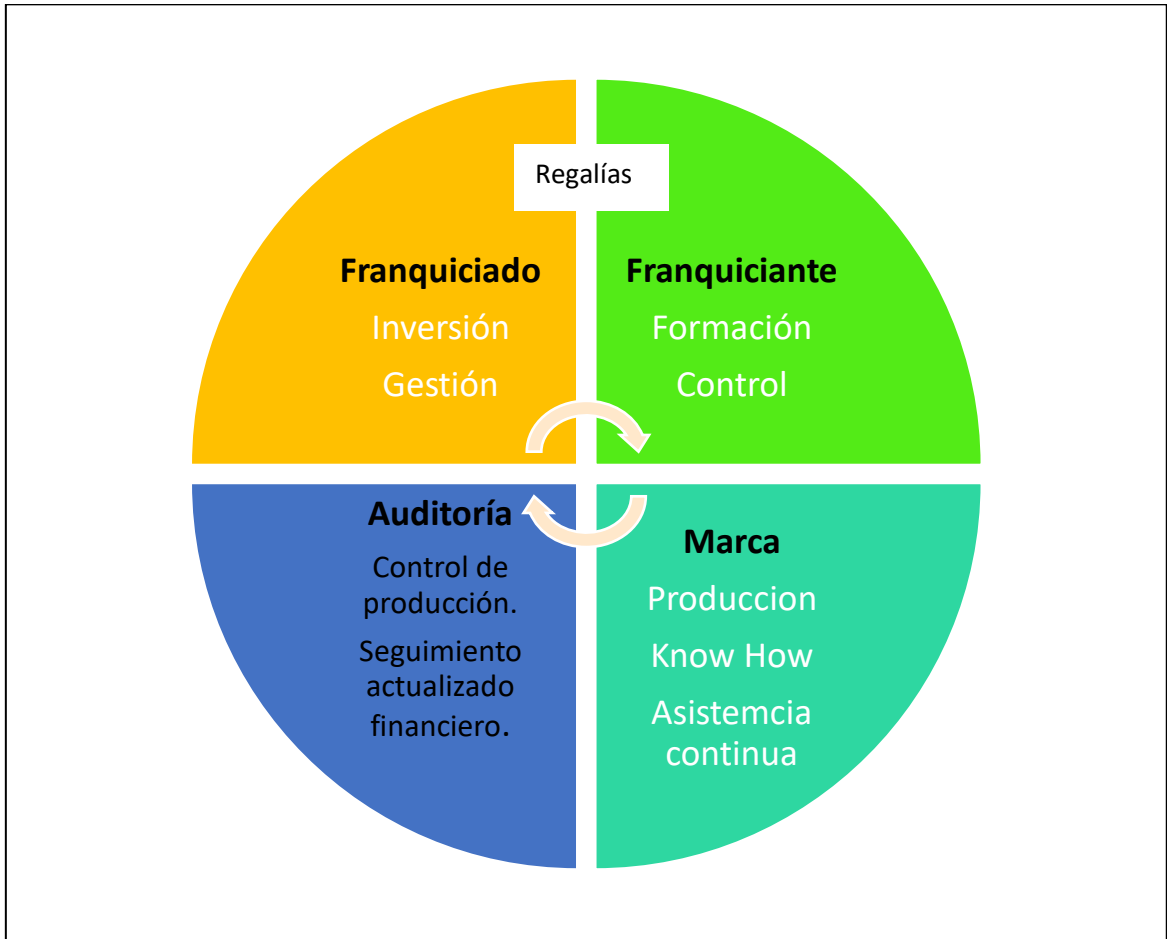 Regalías
Franquiciado
Inversión
Gestión
Franquiciante
Formación
Control
Auditoría
Control de
producción.
Seguimiento
actualizado
financiero.
Marca
Produccion
Know How
Asistemcia
continua